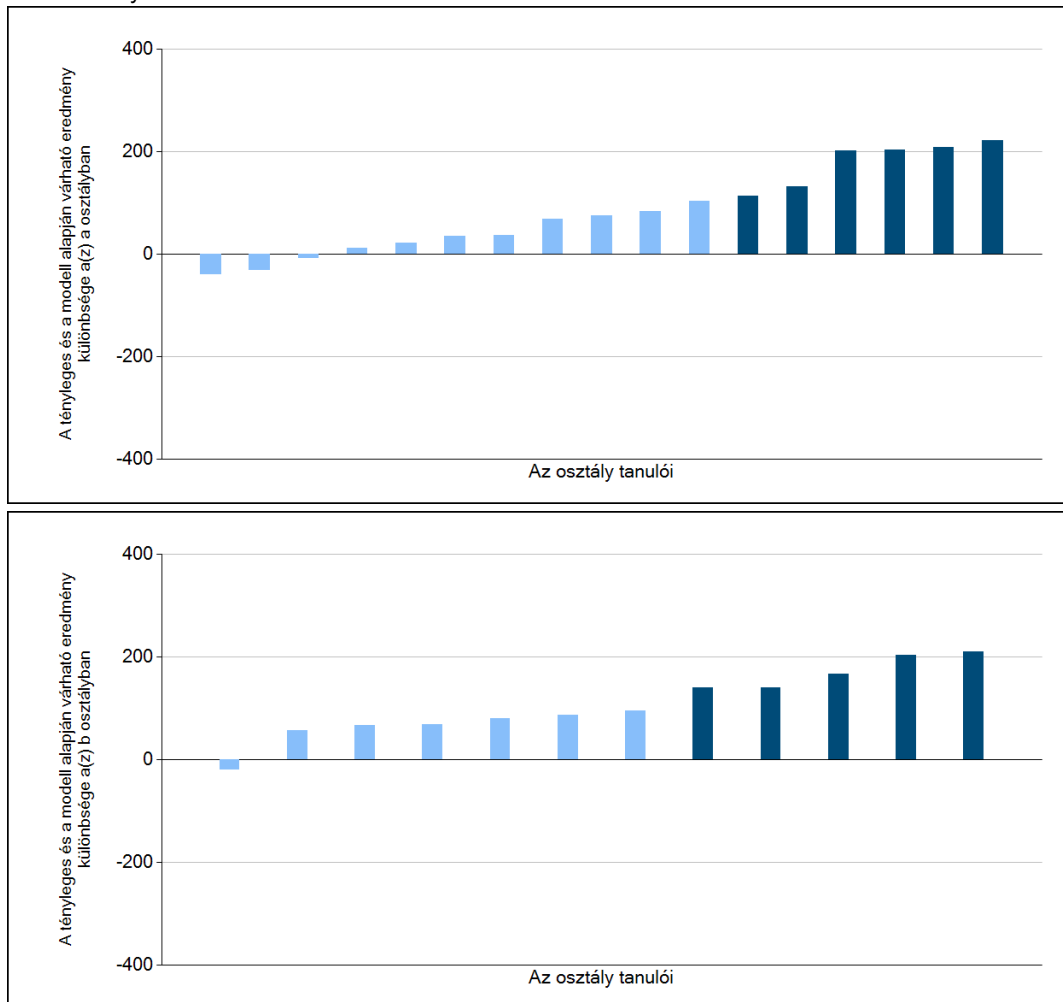 400
200
0
-200
-400
A tényleges és a modell alapján várható eredmény
különbsége a(z) a osztályban
Az osztály tanulói
400
200
0
-200
-400
A tényleges és a modell alapján várható eredmény
különbsége a(z) b osztályban
Az osztály tanulói